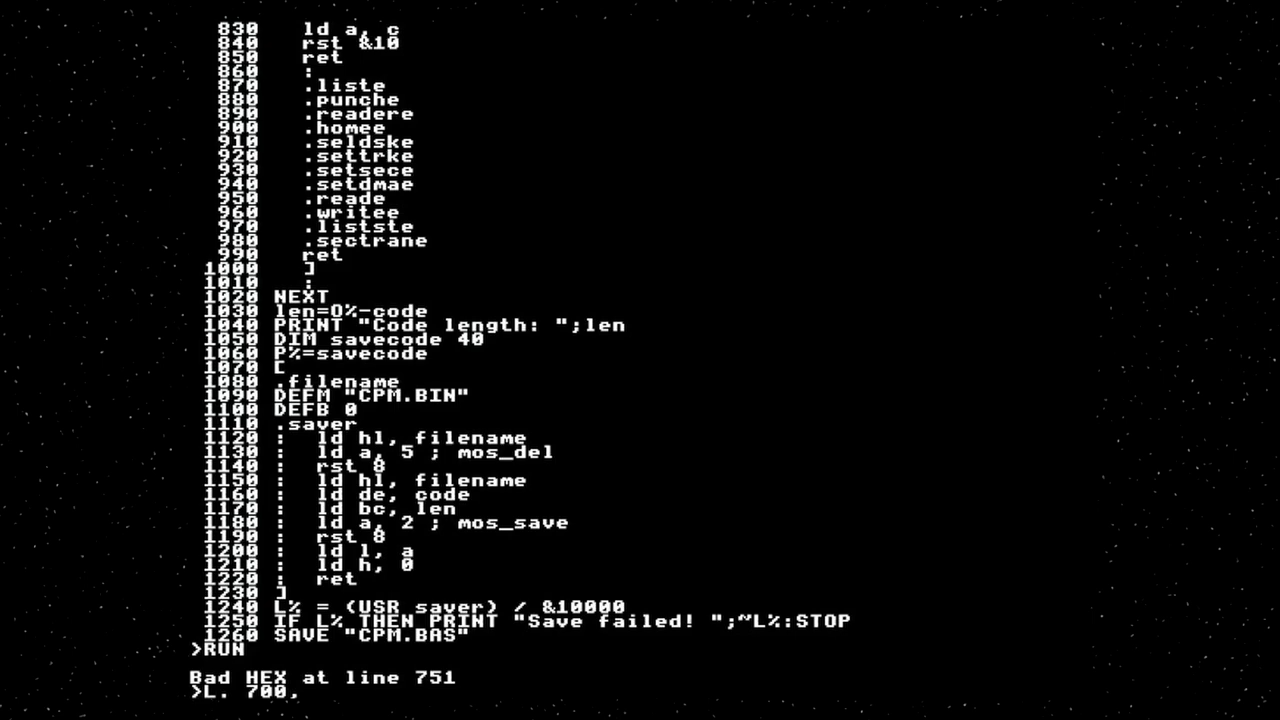 830   ld a, c
840   rst &10
850   ret
860   :
870   .liste
880   .punche
890   .readere
900   .homee
910   .seldske
920   .settrke
930   .setsece
940   .setdmae
950   .reade
960   .writee
970   .listste
980   .sectrane
990   ret
1000   ]
1010   :
1020 NEXT
1030 len=O%-code
1040 PRINT "Code length: ";len
1050 DIM savecode 40
1060 P%=savecode
1070 [
1080 .filename
1090 DEFM "CPM.BIN"
1100 DEFB 0
1110 .saver
1120 :  ld hl, filename
1130 :  ld a, 5 ; mos_del
1140 :  rst 8
1150 :  ld hl, filename
1160 :  ld de, code
1170 :  ld bc, len
1180 :  ld a, 2 ; mos_save
1190 :  rst 8
1200 :  ld l, a
1210 :  ld h, 0
1220 :  ret
1230 ]
1240 L% = (USR saver) / &10000
1250 IF L% THEN PRINT "Save failed! ";~L%:STOP
1260 SAVE "CPM.BAS"
>RUN
Bad HEX at line 751
>L. 700,